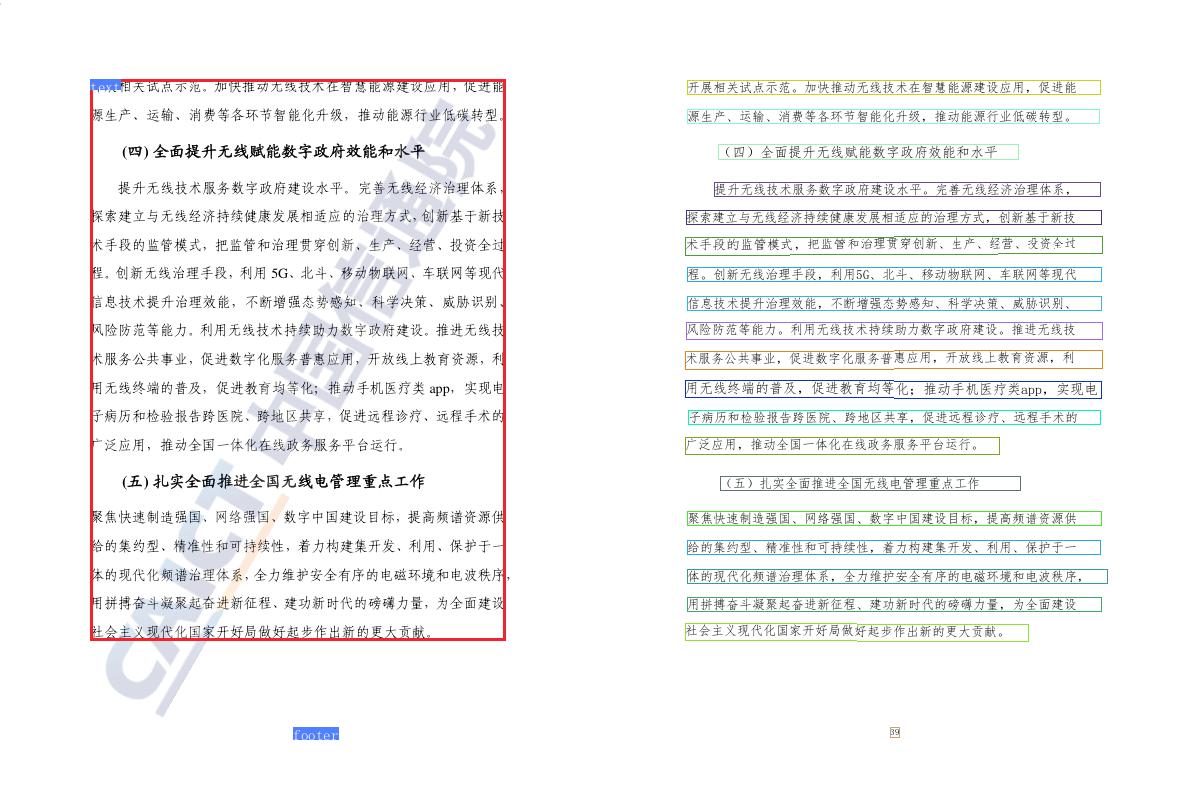 text相关试点示范。加快推动无线技术在智慧能源建设应用，促进能
源生产、运输、消费等各环节智能化升级，推动能源行业低碳转型。
(四) 全面提升无线赋能数字政府效能和水平
提升无线技术服务数字政府建设水平。完善无线经济治理体系，
探索建立与无线经济持续健康发展相适应的治理方式，创新基于新技
术手段的监管模式，把监管和治理贯穿创新、生产、经营、投资全过
程。创新无线治理手段，利用 5G、北斗、移动物联网、车联网等现代
信息技术提升治理效能，不断增强态势感知、科学决策、威胁识别、
风险防范等能力。利用无线技术持续助力数字政府建设。推进无线技
术服务公共事业，促进数字化服务普惠应用，开放线上教育资源，利
用无线终端的普及，促进教育均等化；推动手机医疗类 app，实现电
子病历和检验报告跨医院、跨地区共享，促进远程诊疗、远程手术的
广泛应用，推动全国一体化在线政务服务平台运行。
(五) 扎实全面推进全国无线电管理重点工作
聚焦快速制造强国、网络强国、数字中国建设目标，提高频谱资源供
给的集约型、精准性和可持续性，着力构建集开发、利用、保护于一
体的现代化频谱治理体系，全力维护安全有序的电磁环境和电波秩序，
用拼搏奋斗凝聚起奋进新征程、建功新时代的磅礴力量，为全面建设
社会主义现代化国家开好局做好起步作出新的更大贡献。
CAICT 中国信通院
footer
开展相关试点示范。加快推动无线技术在智慧能源建设应用，促进能
源生产、运输、消费等各环节智能化升级，推动能源行业低碳转型。
（四）全面提升无线赋能数字政府效能和水平
提升无线技术服务数字政府建设水平。完善无线经济治理体系，
探索建立与无线经济持续健康发展相适应的治理方式，创新基于新技
术手段的监管模式，把监管和治理贯穿创新、生产、经营、投资全过
程。创新无线治理手段，利用5G、北斗、移动物联网、车联网等现代
信息技术提升治理效能，不断增强态势感知、科学决策、威胁识别、
风险防范等能力。利用无线技术持续助力数字政府建设。推进无线技
术服务公共事业，促进数字化服务普惠应用，开放线上教育资源，利
用无线终端的普及，促进教育均等化；推动手机医疗类app，实现电
子病历和检验报告跨医院、跨地区共享，促进远程诊疗、远程手术的
广泛应用，推动全国一体化在线政务服务平台运行。
（五）扎实全面推进全国无线电管理重点工作
聚焦快速制造强国、网络强国、数字中国建设目标，提高频谱资源供
给的集约型、精准性和可持续性，着力构建集开发、利用、保护于一
体的现代化频谱治理体系，全力维护安全有序的电磁环境和电波秩序，
用拼搏奋斗凝聚起奋进新征程、建功新时代的磅礴力量，为全面建设
社会主义现代化国家开好局做好起步作出新的更大贡献。
39